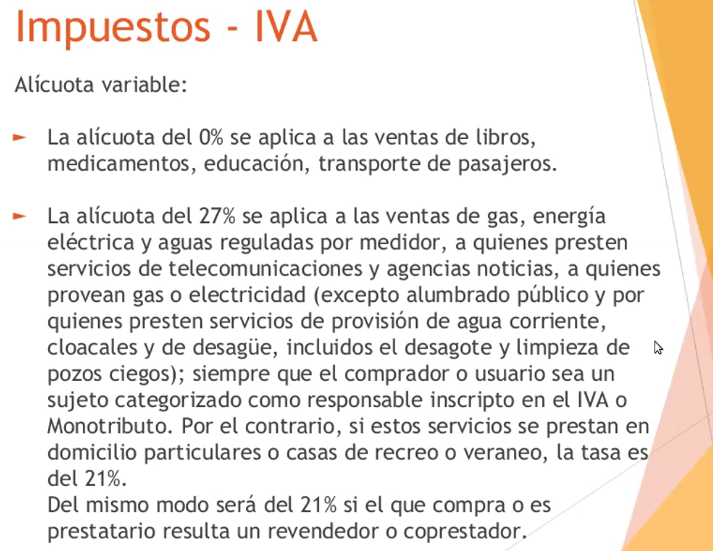 Impuestos - IVA
Alícuota variable:
► La alícuota del 0% se aplica a las ventas de libros,
medicamentos, educación, transporte de pasajeros.
► La alícuota del 27% se aplica a las ventas de gas, energía
eléctrica y aguas reguladas por medidor, a quienes presten
servicios de telecomunicaciones y agencias noticias, a quienes
provean gas o electricidad (excepto alumbrado público y por
quienes presten servicios de provisión de agua corriente,
cloacales y de desagüe, incluidos el desagote y limpieza de
pozos ciegos); siempre que el comprador o usuario sea un
sujeto categorizado como responsable inscripto en el IVA o
Monotributo. Por el contrario, si estos servicios se prestan en
domicilio particulares o casas de recreo o veraneo, la tasa es
del 21%.
Del mismo modo será del 21% si el que compra o es
prestatario resulta un revendedor o coprestador.